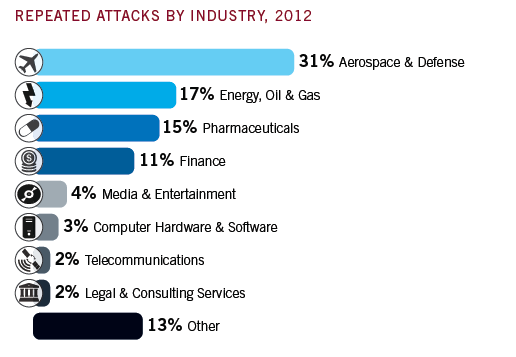 REPEATED ATTACKS BY INDUSTRY, 2012
31% Aerospace & Defense
17% Energy, Oil & Gas
15% Pharmaceuticals
11% Finance
4% Media & Entertainment
3% Computer Hardware & Software
2% Telecommunications
2% Legal & Consulting Services
13% Other